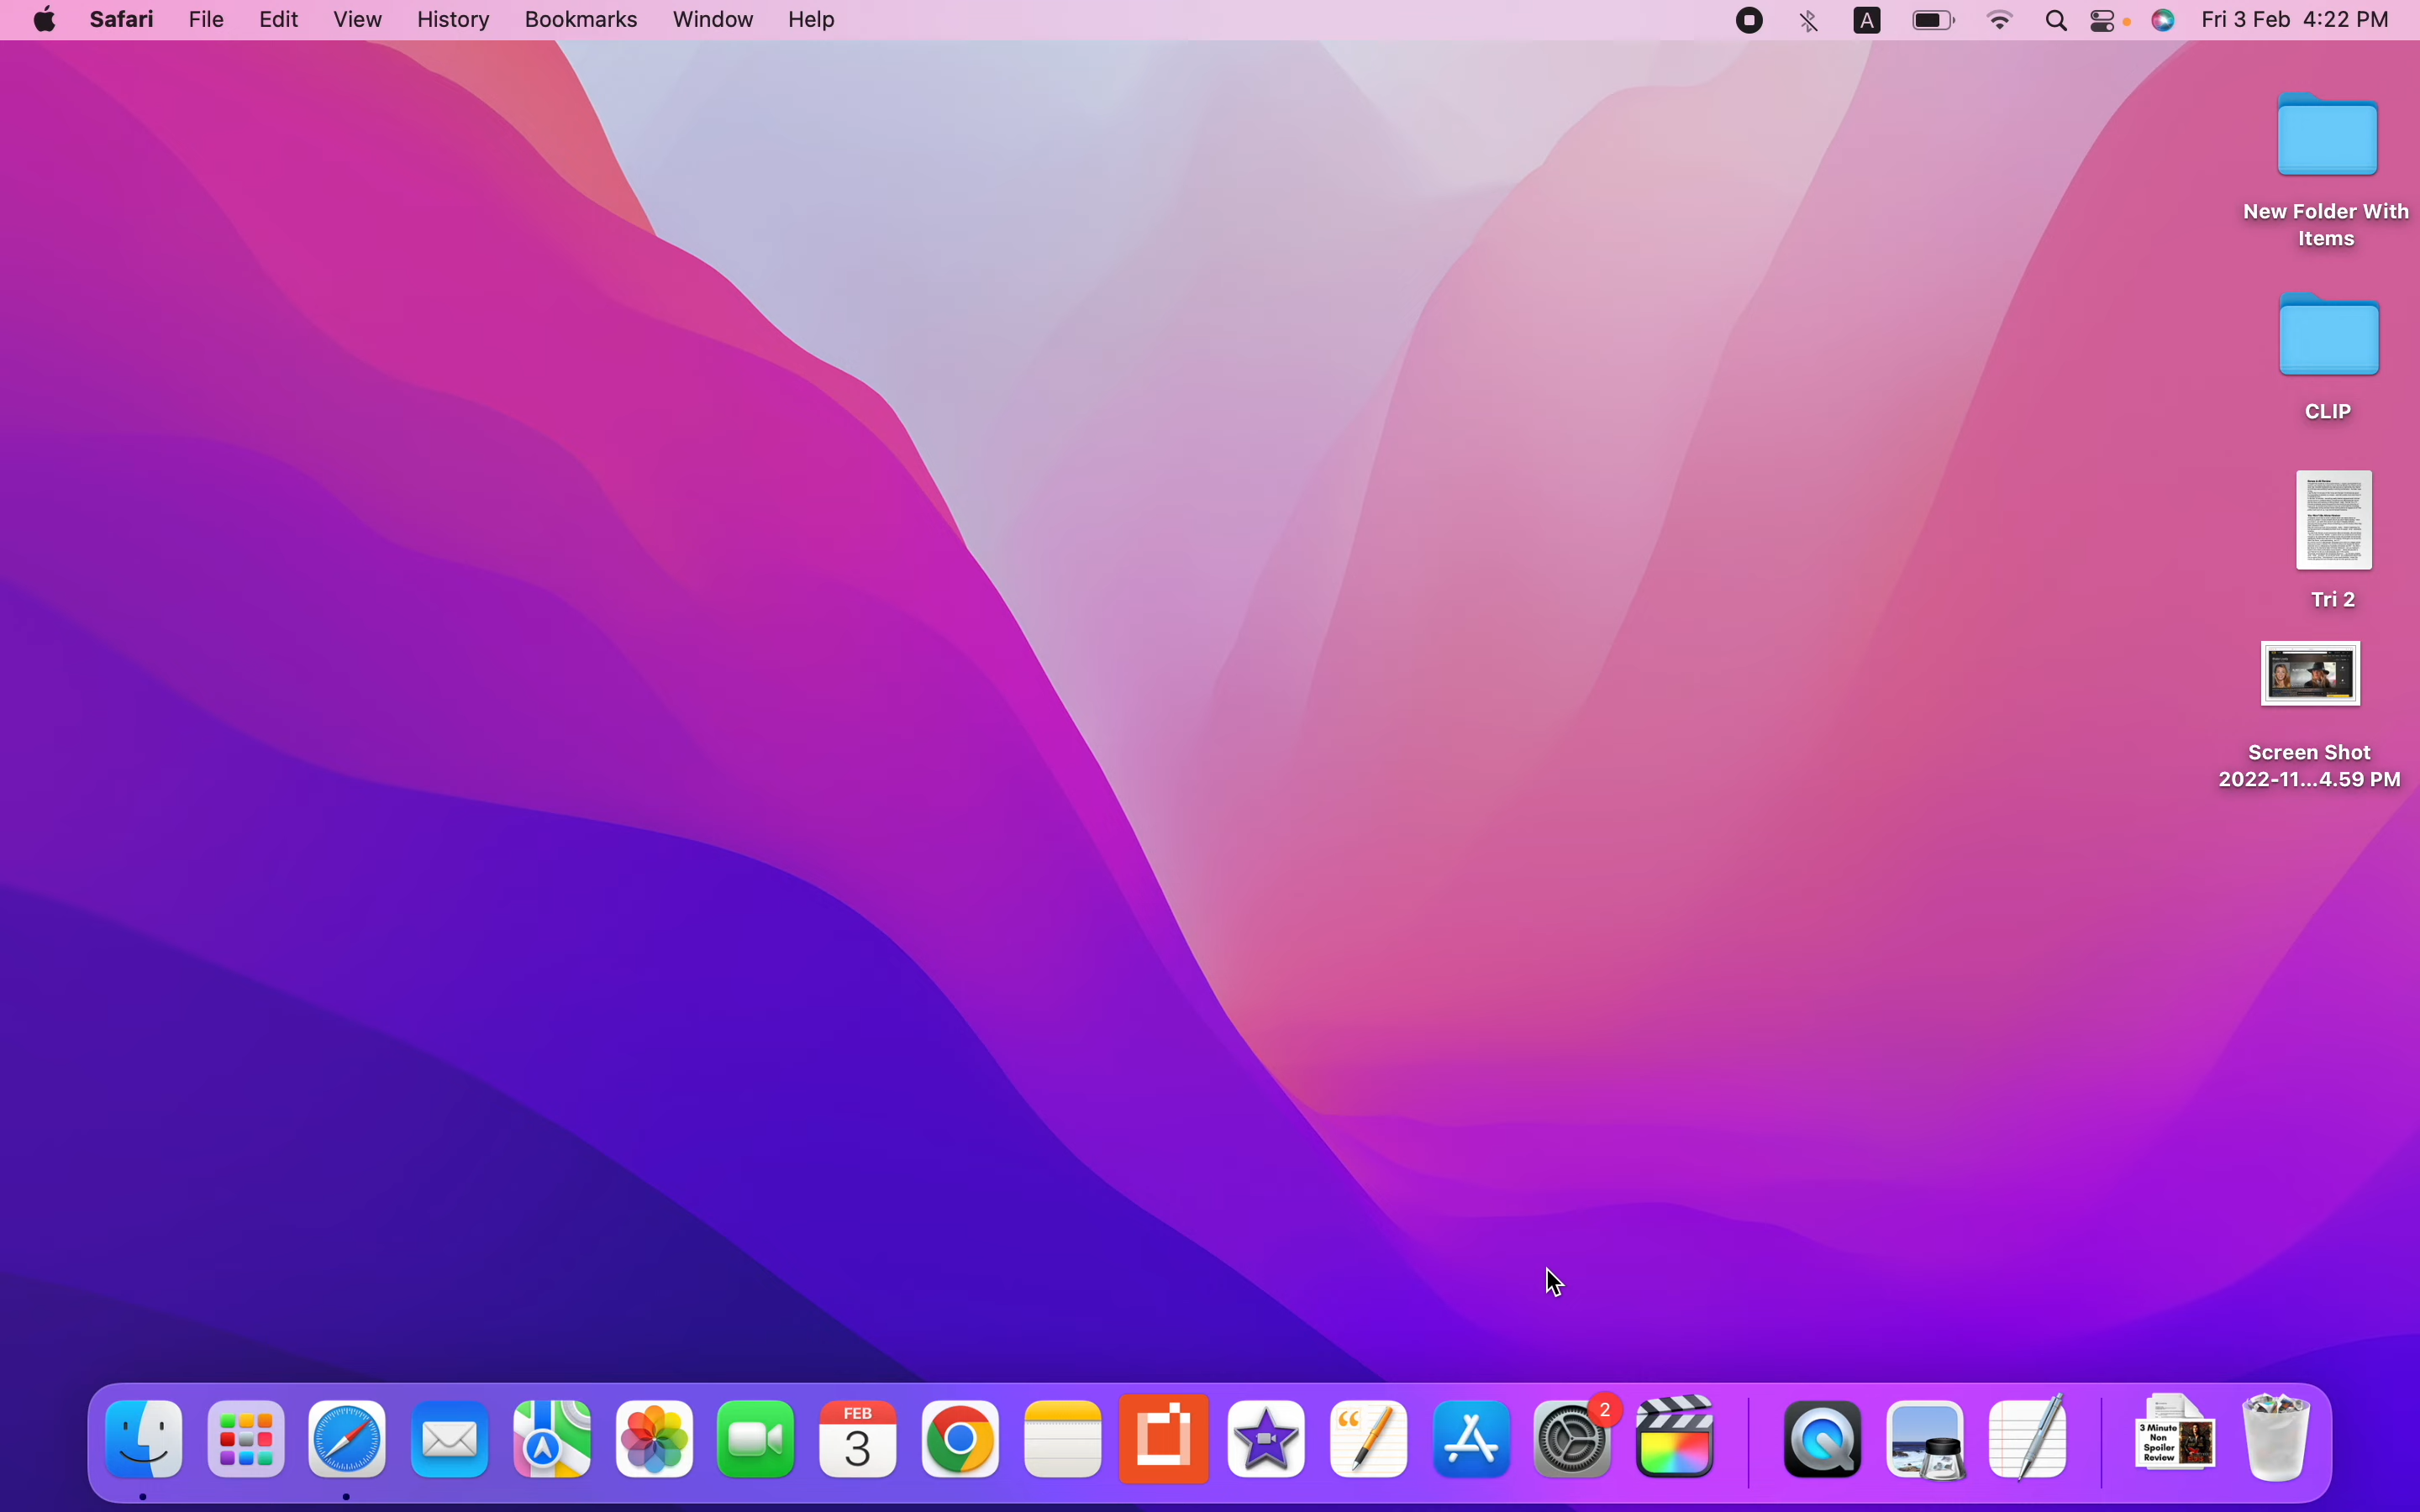 Safari File Edit View History Bookmarks Window Help A Fri 3 Feb 4:22 PM
New Folder With
Items
CLIP
Tri 2
Screen Shot
2022-11...4.59 PM
FEB
3
2
3 Minute
Non
Spoiler
Review